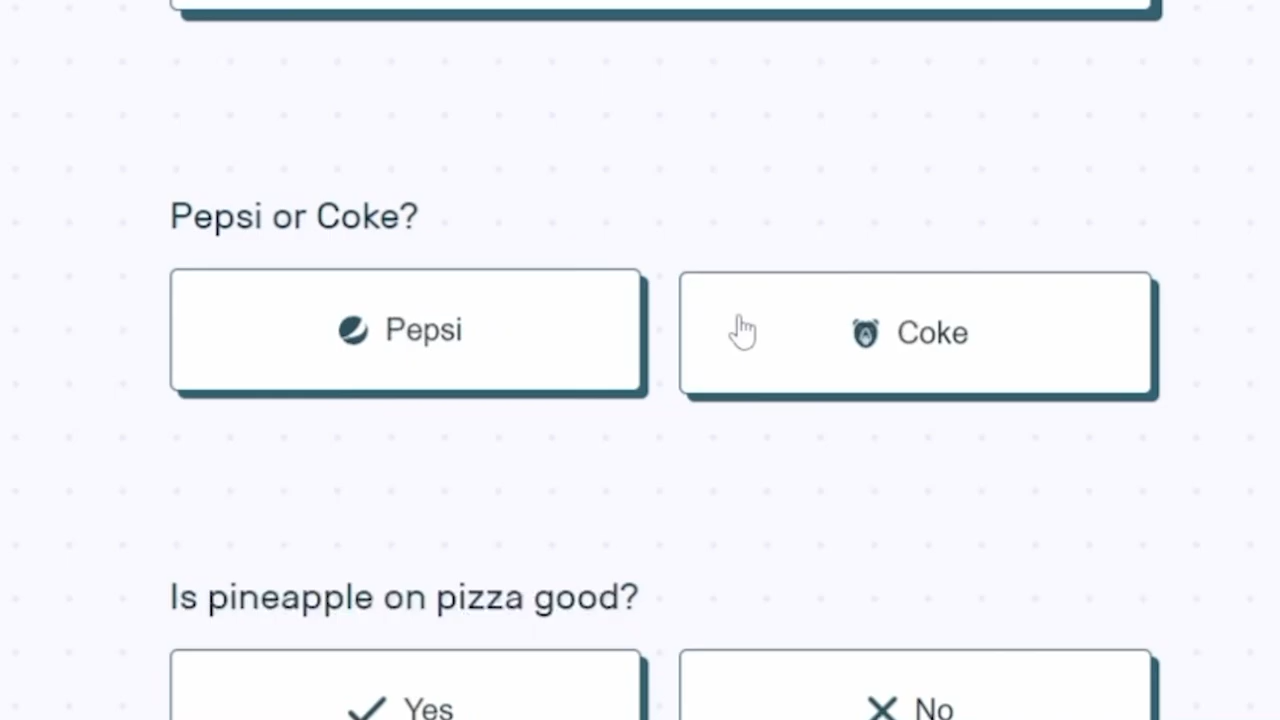 Pepsi or Coke?
Pepsi
Coke
Is pineapple on pizza good?
Yes
No